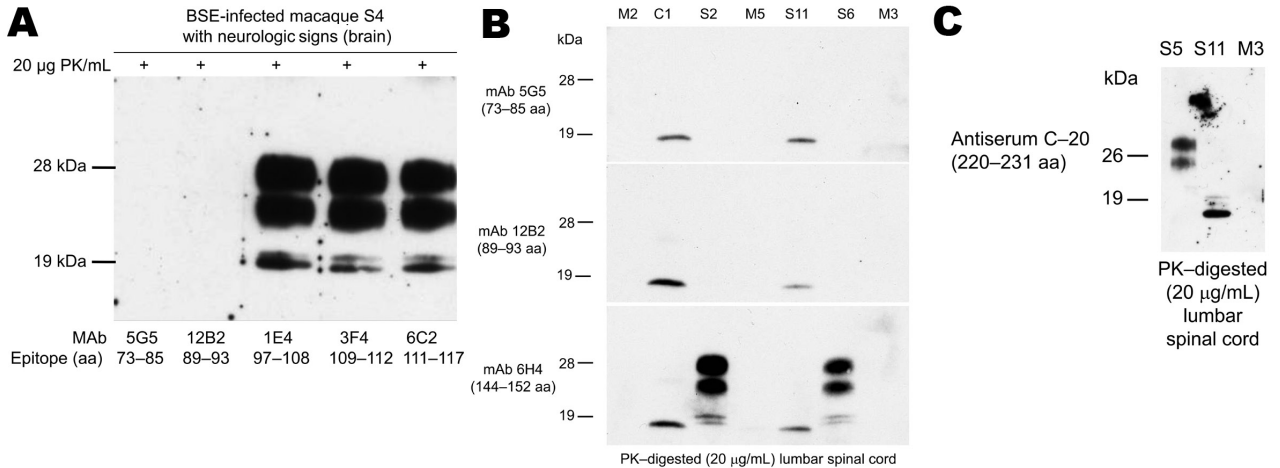 A
BSE-infected macaque S4
with neurologic signs (brain)
20 µg PK/mL + + + + +
28 kDa
19 kDa
MAb 5G5 12B2 1E4 3F4 6C2
Epitope (aa) 73–85 89–93 97–108 109–112 111–117
B
M2 C1 S2 M5 S11 S6 M3
kDa
28
mAb 5G5
(73–85 aa)
19
28
mAb 12B2
(89–93 aa)
19
28
mAb 6H4
(144–152 aa)
19
PK–digested (20 µg/mL) lumbar spinal cord
C
S5 S11 M3
kDa
Antiserum C–20
(220–231 aa)
26
19
PK–digested
(20 µg/mL)
lumbar
spinal cord